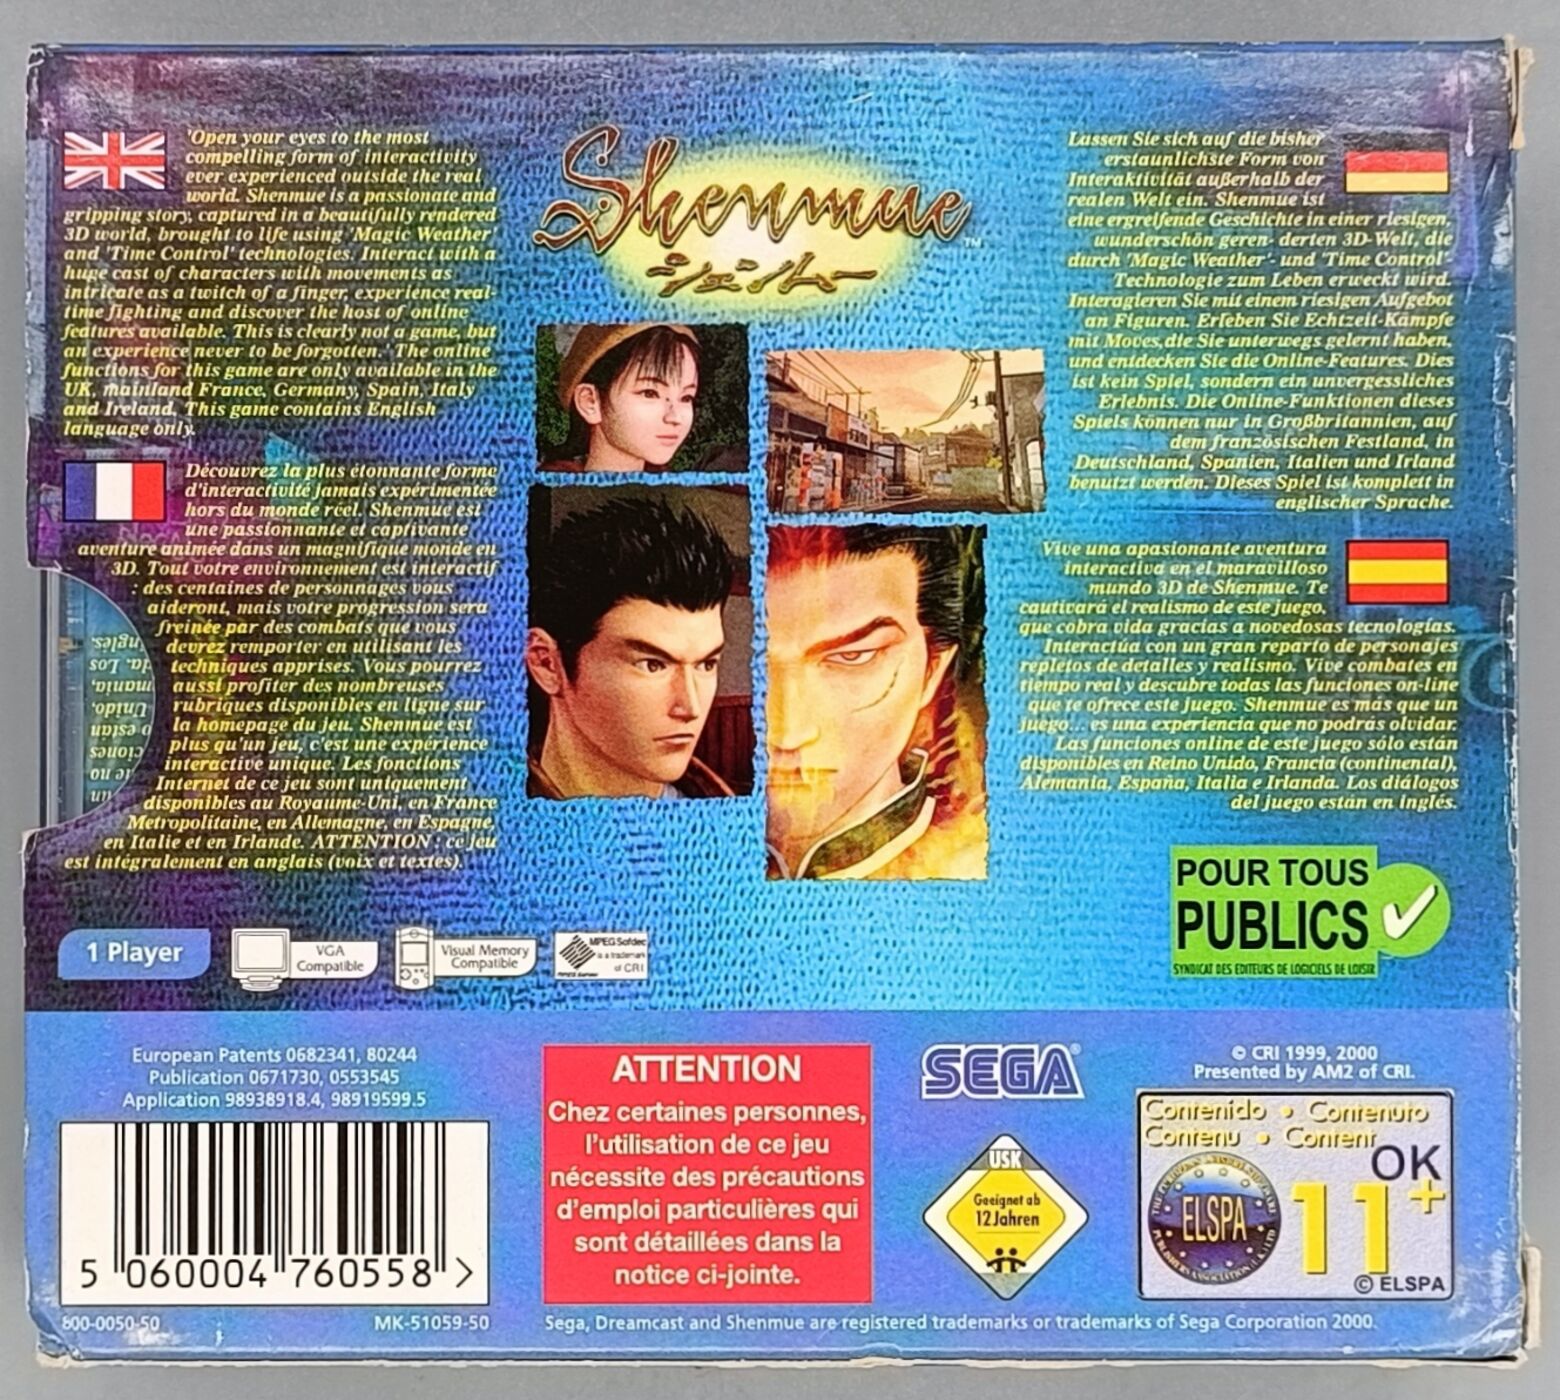 'Open your eyes to the most
compelling form of interactivity
ever experienced outside the real
world. Shenmue is a passionate and
gripping story, captured in a beautifully rendered
3D world, brought to life using 'Magic Weather'
and 'Time Control' technologies. Interact with a
huge cast of characters with movements as
intricate as a twitch of a finger, experience real-
time fighting and discover the host of online
features available. This is clearly not a game, but
an experience never to be forgotten.' The online
functions for this game are only available in the
UK, mainland France, Germany, Spain, Italy
and Ireland. This game contains English
language only.
Découvrez la plus étonnante forme
d'interactivité jamais expérimentée
hors du monde réel. Shenmue est
une passionnante et captivante
aventure animée dans un magnifique monde en
3D. Tout votre environnement est interactif
: des centaines de personnages vous
aideront, mais votre progression sera
freinée par des combats que vous
devrez remporter en utilisant les
techniques apprises. Vous pourrez
aussi profiter des nombreuses
rubriques disponibles en ligne sur
la homepage du jeu. Shenmue est
plus qu'un jeu, c'est une expérience
interactive unique. Les fonctions
Internet de ce jeu sont uniquement
disponibles au Royaume-Uni, en France
Metropolitaine, en Allemagne, en Espagne,
en Italie et en Irlande. ATTENTION : ce jeu
est intégralement en anglais (voix et textes).
Shenmue™
シェンムー
Lassen Sie sich auf die bisher
erstaunlichste Form von
Interaktivität außerhalb der
realen Welt ein. Shenmue ist
eine ergreifende Geschichte in einer riesigen,
wunderschön geren- derten 3D-Welt, die
durch 'Magic Weather'- und 'Time Control'-
Technologie zum Leben erweckt wird.
Interagieren Sie mit einem riesigen Aufgebot
an Figuren. Erleben Sie Echtzeit-Kämpfe
mit Moves, die Sie unterwegs gelernt haben,
und entdecken Sie die Online-Features. Dies
ist kein Spiel, sondern ein unvergessliches
Erlebnis. Die Online-Funktionen dieses
Spiels können nur in Großbritannien, auf
dem französischen Festland, in
Deutschland, Spanien, Italien und Irland
benutzt werden. Dieses Spiel ist komplett in
englischer Sprache.
Vive una apasionante aventura
interactiva en el maravilloso
mundo 3D de Shenmue. Te
cautivará el realismo de este juego,
que cobra vida gracias a novedosas tecnologías.
Interactúa con un gran reparto de personajes
repletos de detalles y realismo. Vive combates en
tiempo real y descubre todas las funciones on-line
que te ofrece este juego. Shenmue es más que un
juego... es una experiencia que no podrás olvidar.
Las funciones online de este juego sólo están
disponibles en Reino Unido, Francia (continental),
Alemania, España, Italia e Irlanda. Los diálogos
del juego están en inglés.
POUR TOUS
PUBLICS
SYNDICAT DES EDITEURS DE LOGICIELS DE LOISIR
1 Player
VGA
Compatible
Visual Memory
Compatible
MPEG Sofdec
is a trademark
of CRI
European Patents 0682341, 80244
Publication 0671730, 0553545
Application 98938918.4, 98919599.5
5 060004 760558 >
800-0050-50
MK-51059-50
ATTENTION
Chez certaines personnes,
l'utilisation de ce jeu
nécessite des précautions
d'emploi particulières qui
sont détaillées dans la
notice ci-jointe.
SEGA®
© CRI 1999, 2000
Presented by AM2 of CRI.
USK
Geeignet ab
12 Jahren
Contenido • Contenuto
Contenu • Content
OK
ELSPA
11+
© ELSPA
Sega, Dreamcast and Shenmue are registered trademarks or trademarks of Sega Corporation 2000.